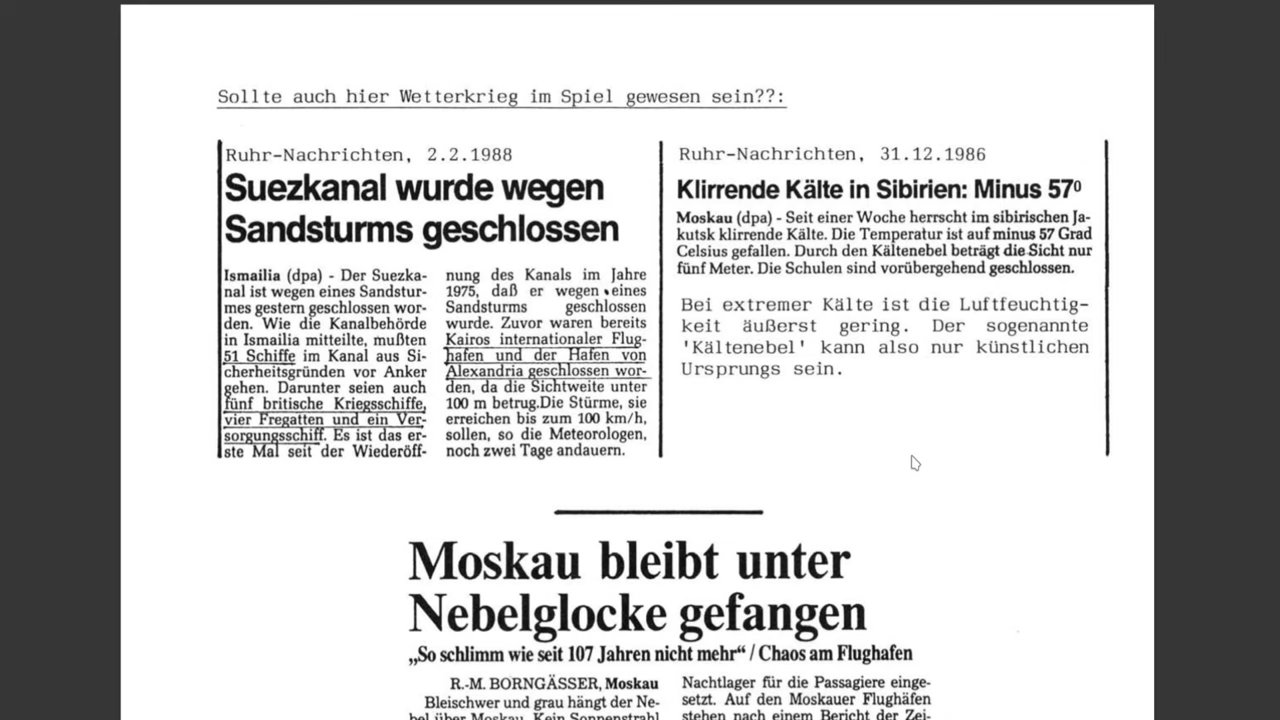 Sollte auch hier Wetterkrieg im Spiel gewesen sein??:
Ruhr-Nachrichten, 2.2.1988
Suezkanal wurde wegen
Sandsturms geschlossen
Ismailia (dpa) - Der Suezka-
nal ist wegen eines Sandstur-
mes gestern geschlossen wor-
den. Wie die Kanalbehörde
in Ismailia mitteilte, mußten
51 Schiffe im Kanal aus Si-
cherheitsgründen vor Anker
gehen. Darunter seien auch
fünf britische Kriegsschiffe,
vier Fregatten und ein Ver-
sorgungsschiff. Es ist das er-
ste Mal seit der Wiederöff-
nung des Kanals im Jahre
1975, daß er wegen eines
Sandsturms geschlossen
wurde. Zuvor waren bereits
Kairos internationaler Flug-
hafen und der Hafen von
Alexandria geschlossen wor-
den, da die Sichtweite unter
100 m betrug.Die Stürme, sie
erreichen bis zum 100 km/h,
sollen, so die Meteorologen,
noch zwei Tage andauern.
Ruhr-Nachrichten, 31.12.1986
Klirrende Kälte in Sibirien: Minus 57⁰
Moskau (dpa) - Seit einer Woche herrscht im sibirischen Ja-
kutsk klirrende Kälte. Die Temperatur ist auf minus 57 Grad
Celsius gefallen. Durch den Kältenebel beträgt die Sicht nur
fünf Meter. Die Schulen sind vorübergehend geschlossen.
Bei extremer Kälte ist die Luftfeuchtig-
keit äußerst gering. Der sogenannte
'Kältenebel' kann also nur künstlichen
Ursprungs sein.
Moskau bleibt unter
Nebelglocke gefangen
„So schlimm wie seit 107 Jahren nicht mehr“ / Chaos am Flughafen
R.-M. BORNGÄSSER, Moskau
Bleischwer und grau hängt der Ne-
bel über Moskau. Kein Sonnenstrahl
Nachtlager für die Passagiere einge-
setzt. Auf den Moskauer Flughäfen
stehen nach einem Bericht der Zei-